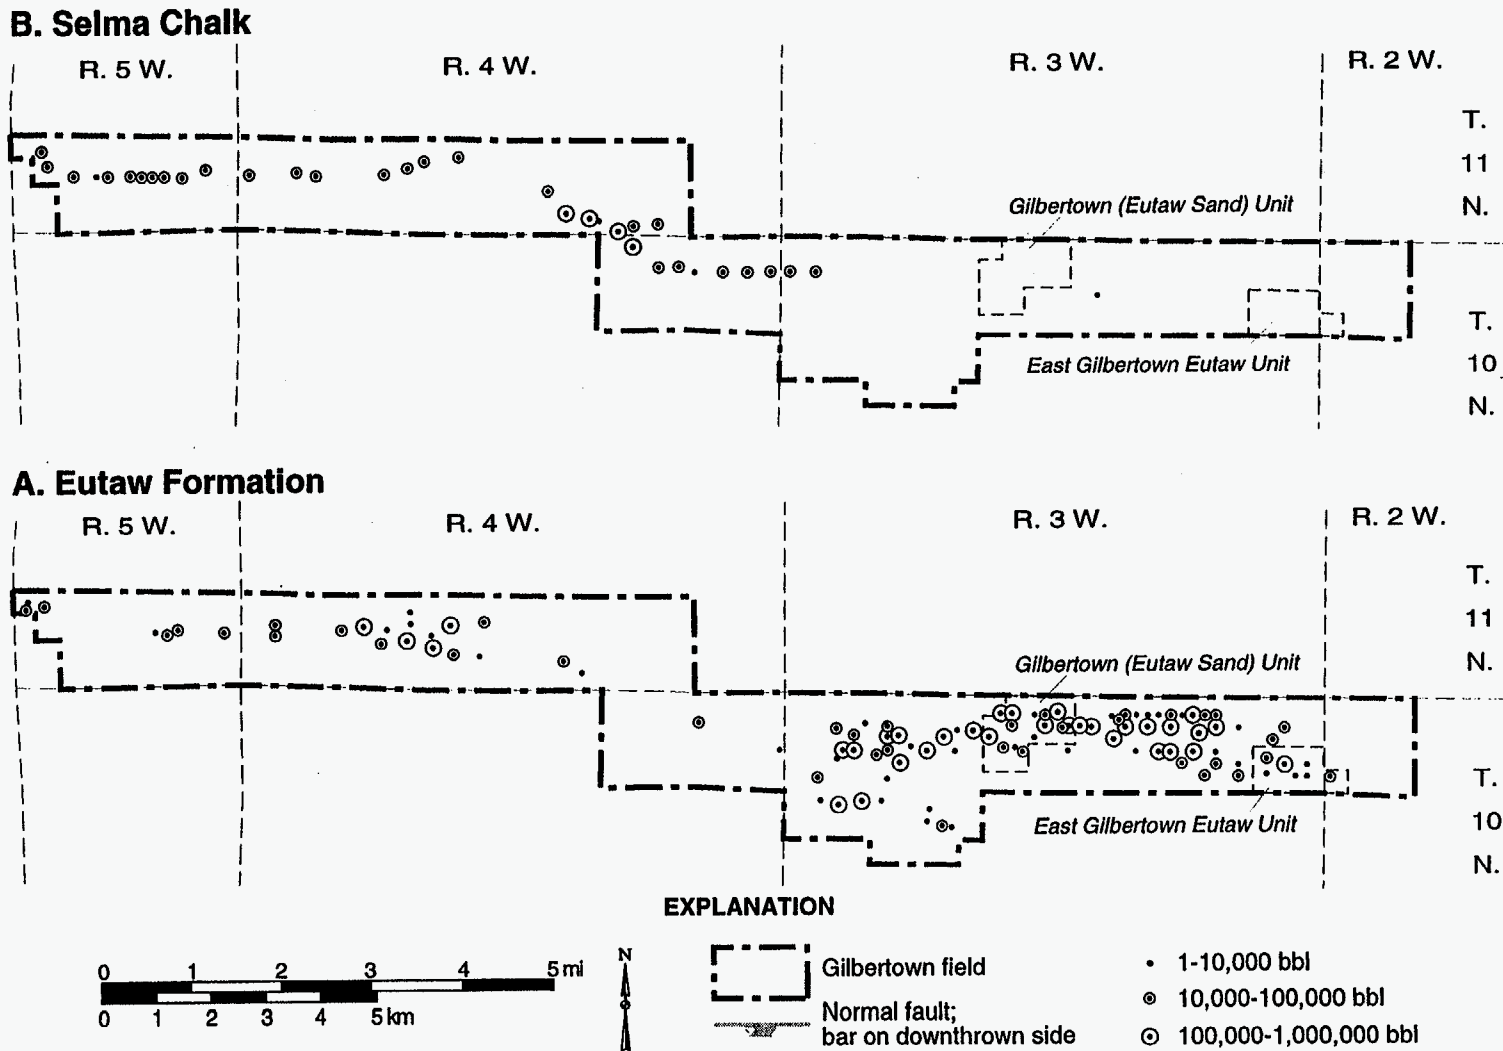 B. Selma Chalk
R. 5 W.
R. 4 W.
R. 3 W.
R. 2 W.
T.
11
N.
Gilbertown (Eutaw Sand) Unit
T.
10
N.
East Gilbertown Eutaw Unit
A. Eutaw Formation
R. 5 W.
R. 4 W.
R. 3 W.
R. 2 W.
T.
11
N.
Gilbertown (Eutaw Sand) Unit
T.
10
N.
East Gilbertown Eutaw Unit
EXPLANATION
0 1 2 3 4 5 mi
0 1 2 3 4 5 km
N
Gilbertown field
Normal fault;
bar on downthrown side
1-10,000 bbl
10,000-100,000 bbl
100,000-1,000,000 bbl